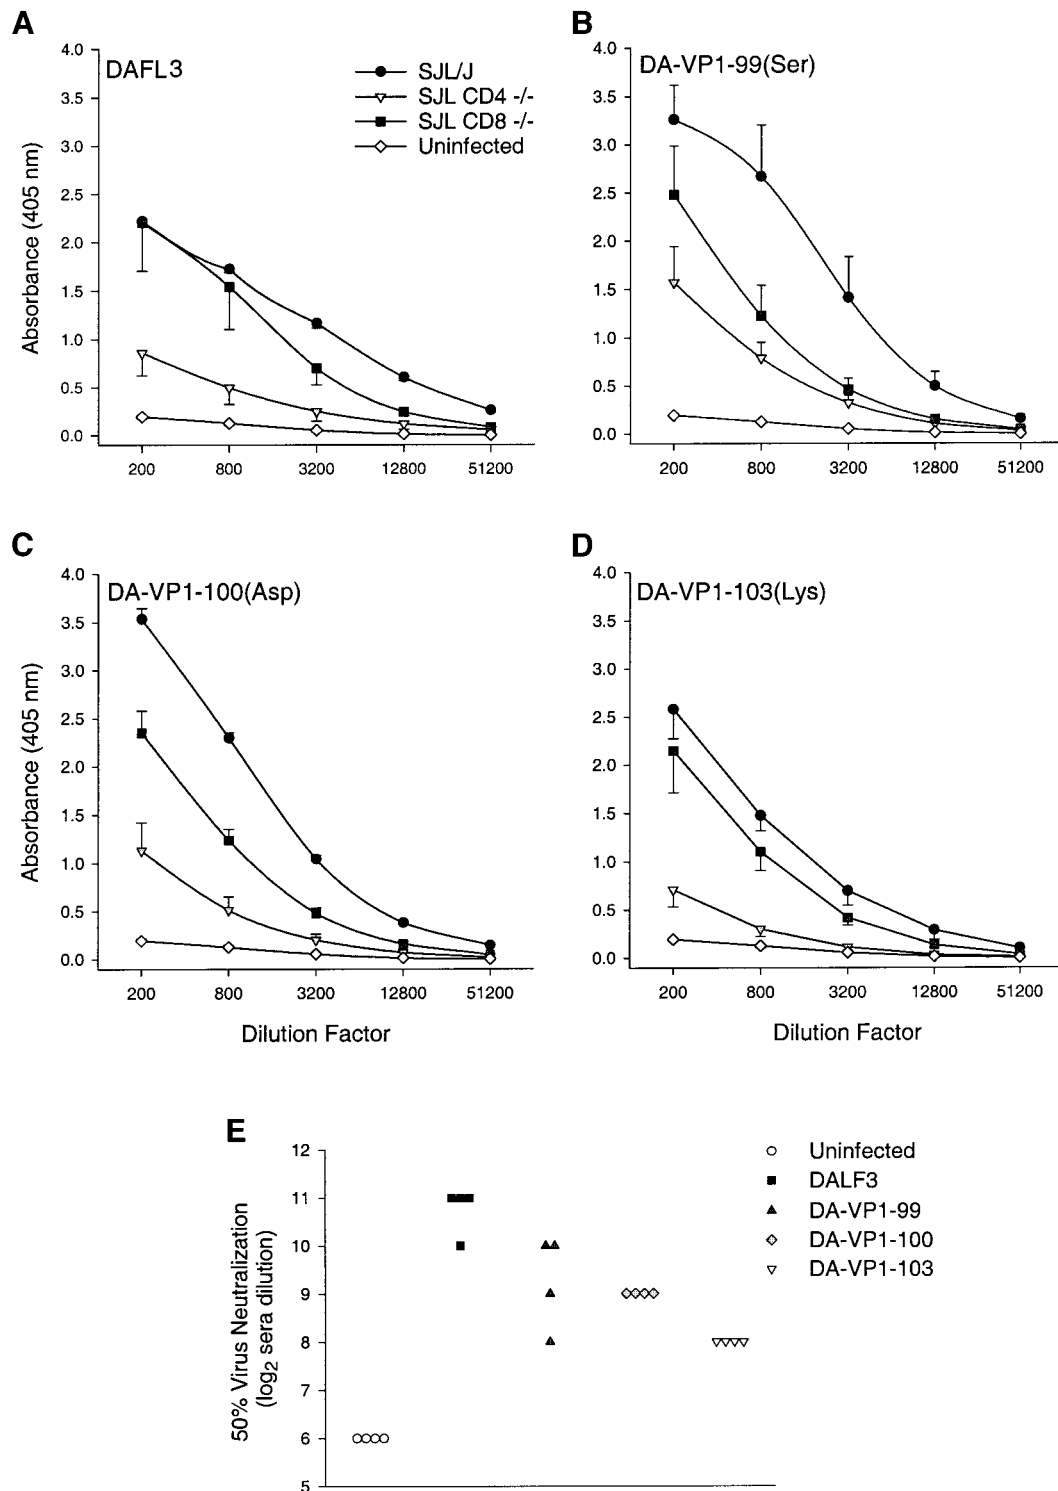 A
DAFL3
4.0
3.5
3.0
2.5
2.0
1.5
1.0
0.5
0.0
Absorbance (405 nm)
SJL/J
SJL CD4 -/-
SJL CD8 -/-
Uninfected
200 800 3200 12800 51200
B
DA-VP1-99(Ser)
4.0
3.5
3.0
2.5
2.0
1.5
1.0
0.5
0.0
200 800 3200 12800 51200
C
DA-VP1-100(Asp)
4.0
3.5
3.0
2.5
2.0
1.5
1.0
0.5
0.0
Absorbance (405 nm)
200 800 3200 12800 51200
Dilution Factor
D
DA-VP1-103(Lys)
4.0
3.5
3.0
2.5
2.0
1.5
1.0
0.5
0.0
200 800 3200 12800 51200
Dilution Factor
E
12
11
10
9
8
7
6
5
50% Virus Neutralization
(log2 sera dilution)
Uninfected
DALF3
DA-VP1-99
DA-VP1-100
DA-VP1-103